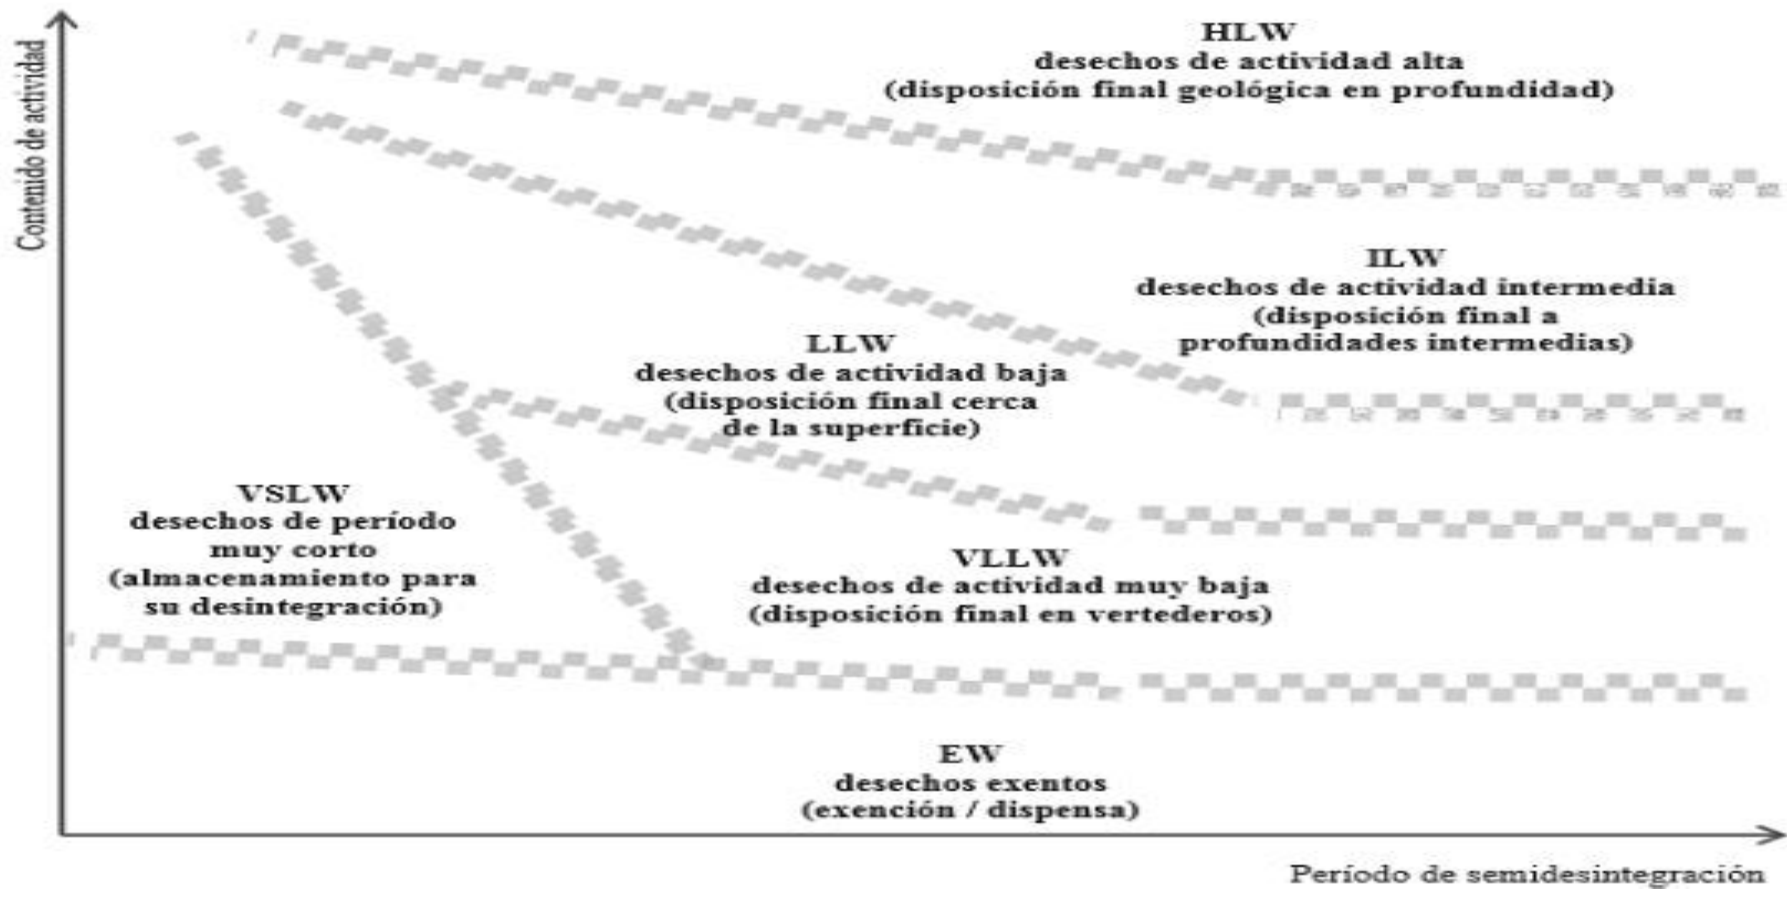 Contenido de actividad
HLW
desechos de actividad alta
(disposición final geológica en profundidad)
ILW
desechos de actividad intermedia
(disposición final a
profundidades intermedias)
LLW
desechos de actividad baja
(disposición final cerca
de la superficie)
VSLW
desechos de período
muy corto
(almacenamiento para
su desintegración)
VLLW
desechos de actividad muy baja
(disposición final en vertederos)
EW
desechos exentos
(exención / dispensa)
Período de semidesintegración